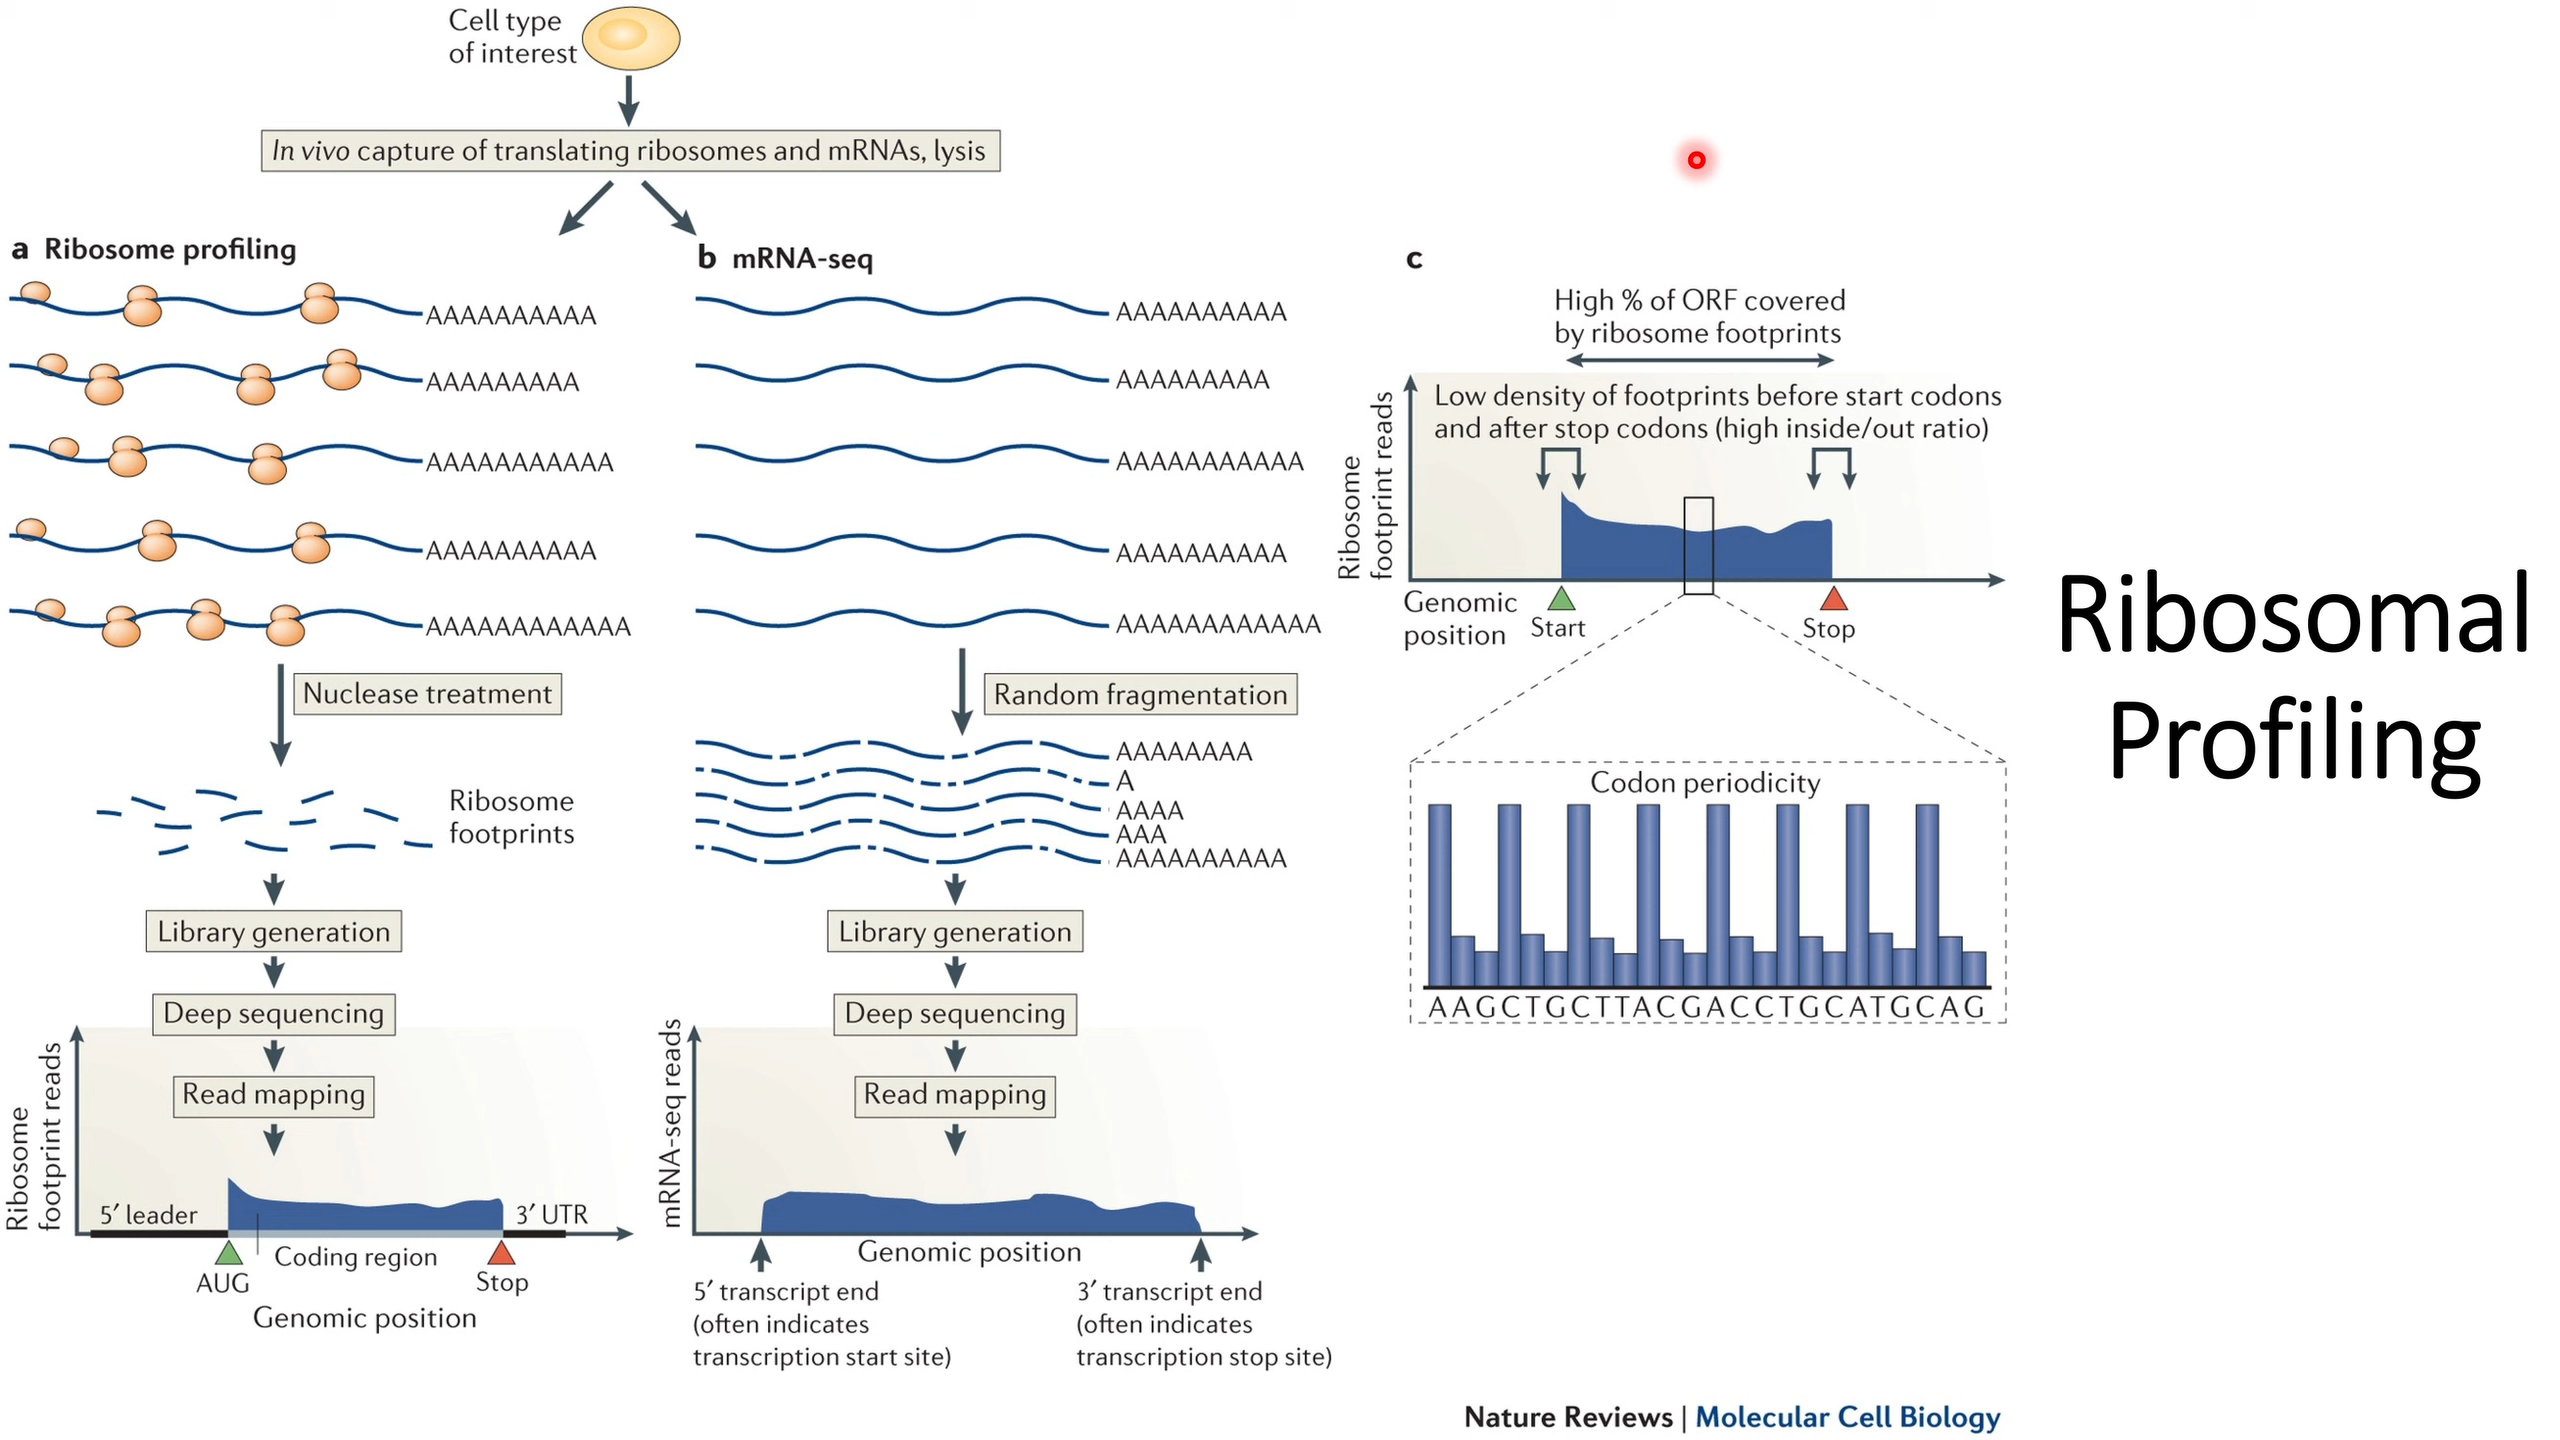 Cell type
of interest
In vivo capture of translating ribosomes and mRNAs, lysis
a Ribosome profiling
AAAAAAAAAA
AAAAAAAAA
AAAAAAAAAAA
AAAAAAAAAA
AAAAAAAAAAAA
Nuclease treatment
Ribosome
footprints
Library generation
Deep sequencing
Read mapping
Ribosome
footprint reads
5′ leader
3′ UTR
AUG
Coding region
Stop
Genomic position
b mRNA-seq
AAAAAAAAAA
AAAAAAAAA
AAAAAAAAAAA
AAAAAAAAAA
AAAAAAAAAAAA
Random fragmentation
AAAAAAAA
A
AAAA
AAA
AAAAAAAAAA
Library generation
Deep sequencing
Read mapping
mRNA-seq reads
Genomic position
5′ transcript end
(often indicates
transcription start site)
3′ transcript end
(often indicates
transcription stop site)
c
High % of ORF covered
by ribosome footprints
Low density of footprints before start codons
and after stop codons (high inside/out ratio)
Ribosome
footprint reads
Genomic
position
Start
Stop
Codon periodicity
AAGCTGCTTACGACCTGCATGCAG
Ribosomal
Profiling
Nature Reviews | Molecular Cell Biology